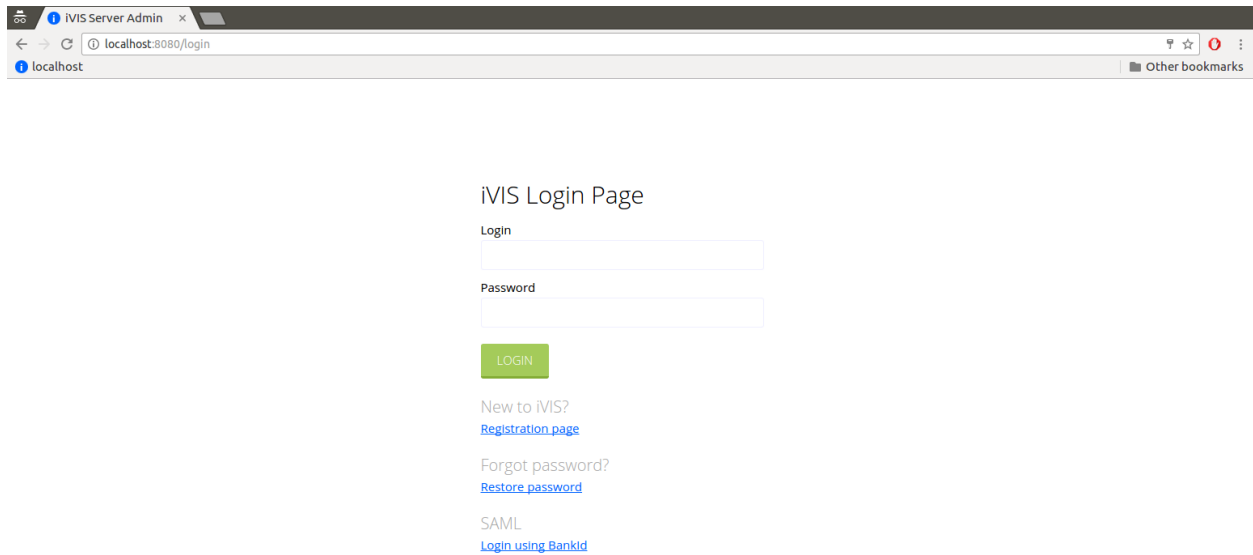 iVIS Server Admin
localhost:8080/login
localhost
Other bookmarks
iVIS Login Page
Login
Password
LOGIN
New to iVIS?
Registration page
Forgot password?
Restore password
SAML
Login using BankId